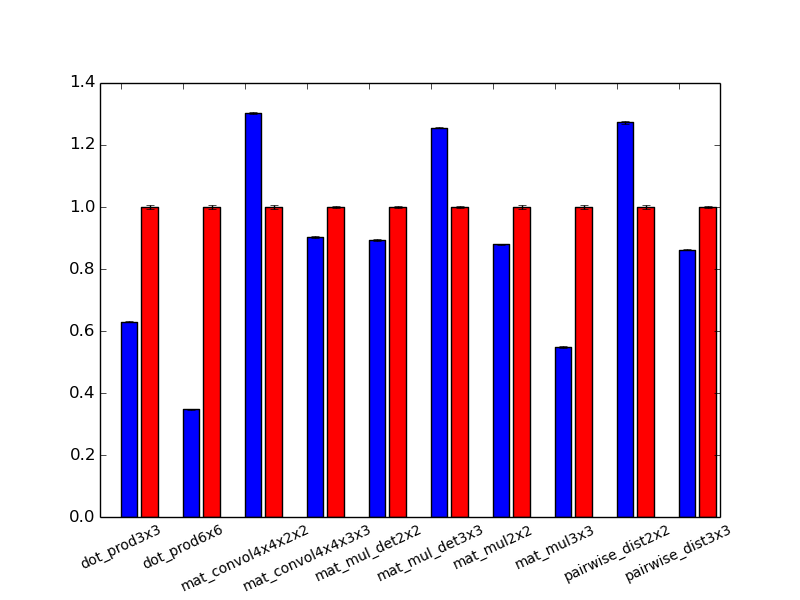 1.4
1.2
1.0
0.8
0.6
0.4
0.2
0.0
dot_prod3x3
dot_prod6x6
mat_convol4x4x2x2
mat_convol4x4x3x3
mat_mul_det2x2
mat_mul_det3x3
mat_mul2x2
mat_mul3x3
pairwise_dist2x2
pairwise_dist3x3